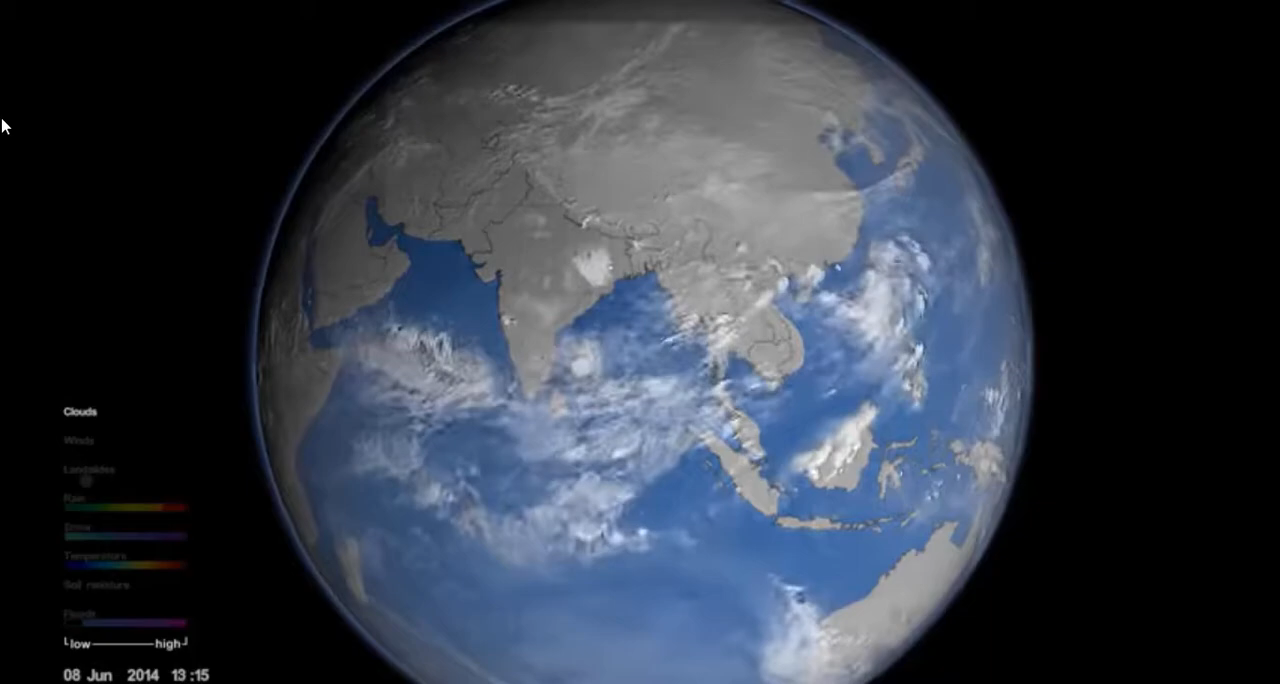 Clouds
Winds
Landslides
Rain
Snow
Temperature
Soil moisture
Floods
low high
08 Jun 2014 13:15